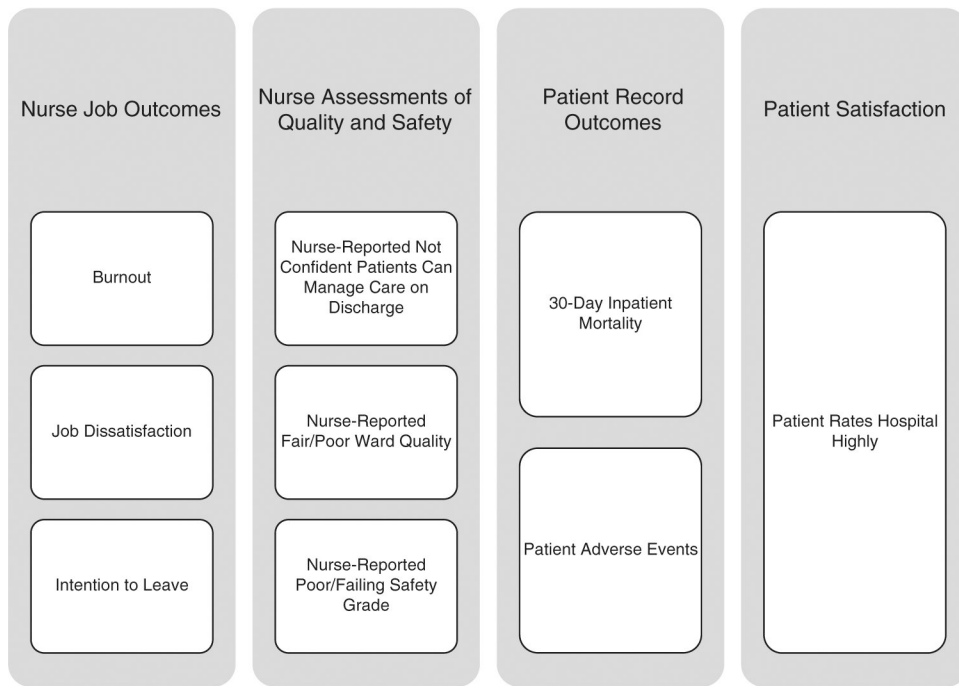 Nurse Job Outcomes
Burnout
Job Dissatisfaction
Intention to Leave
Nurse Assessments of
Quality and Safety
Nurse-Reported Not
Confident Patients Can
Manage Care on
Discharge
Nurse-Reported
Fair/Poor Ward Quality
Nurse-Reported
Poor/Failing Safety
Grade
Patient Record
Outcomes
30-Day Inpatient
Mortality
Patient Adverse Events
Patient Satisfaction
Patient Rates Hospital
Highly